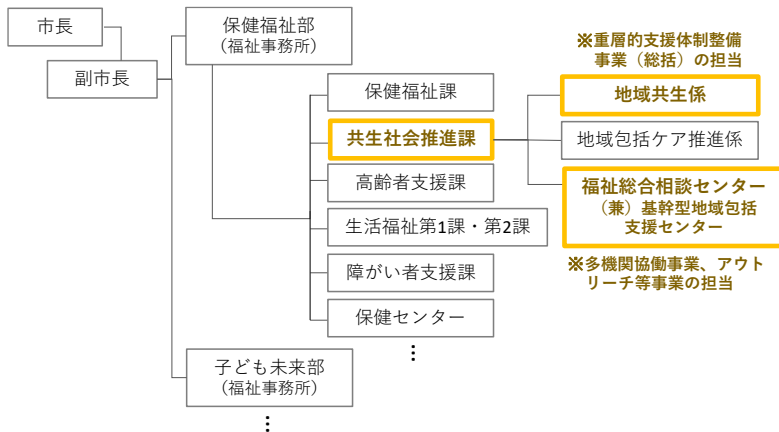 市長
副市長
保健福祉部
（福祉事務所）
保健福祉課
共生社会推進課
高齢者支援課
生活福祉第1課・第2課
障がい者支援課
保健センター
⋮
※重層的支援体制整備
事業（総括）の担当
地域共生係
地域包括ケア推進係
福祉総合相談センター
（兼）基幹型地域包括
支援センター
※多機関協働事業、アウト
リーチ等事業の担当
子ども未来部
（福祉事務所）
⋮